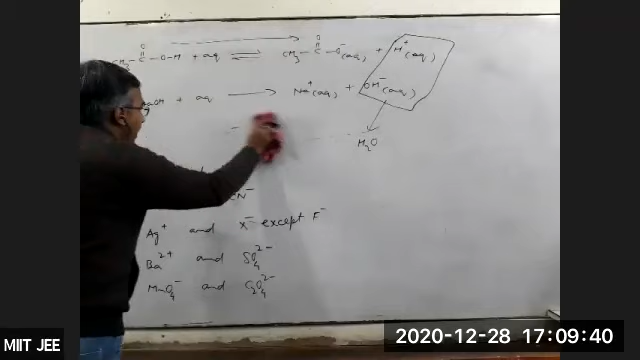 O
||
O
||
CH₃ - C - O-H + aq ⇌ CH₃ - C - O⁻(aq) + H⁺(aq)
NaOH + aq → Na⁺(aq) + OH⁻(aq)
H₂O
CN⁻
Ag⁺ and X⁻ except F⁻
Ba²⁺ and SO₄²⁻
MnO₄⁻ and C₂O₄²⁻
MIIT JEE
2020-12-28 17:09:40